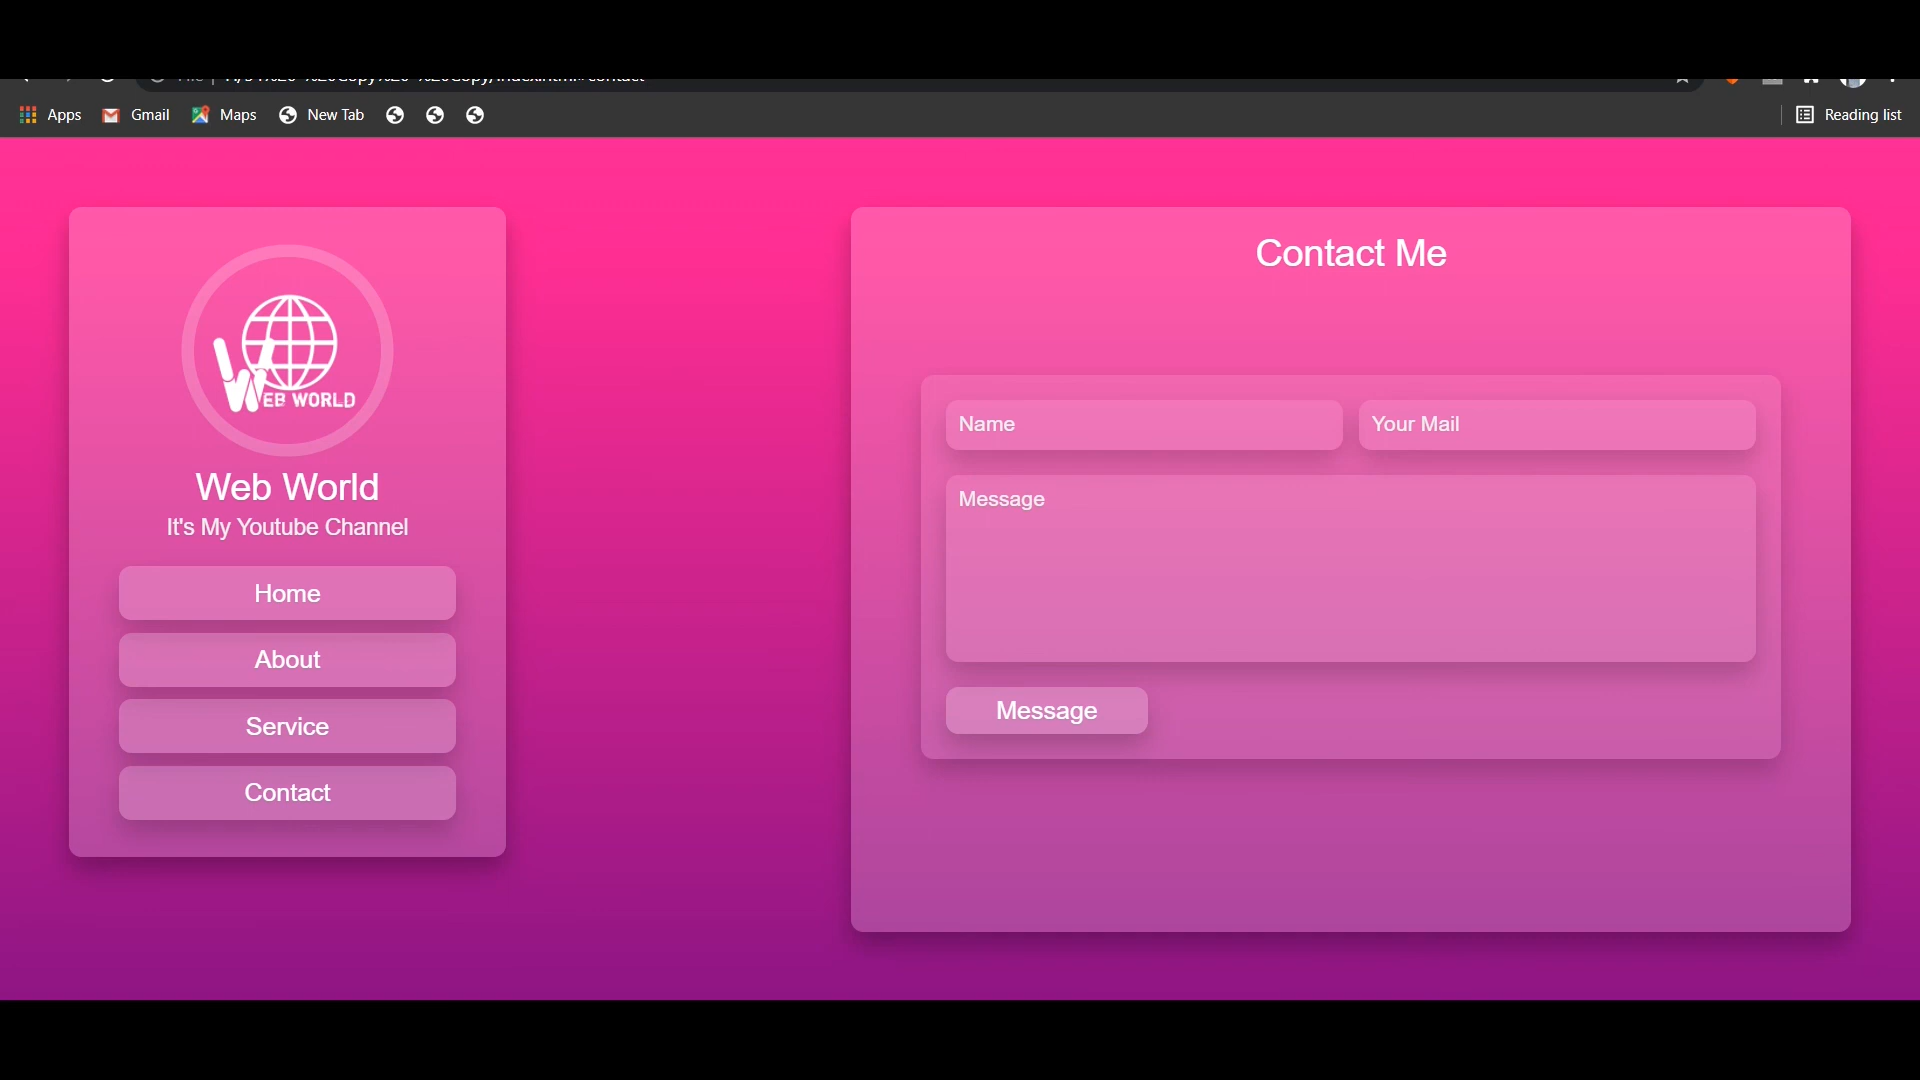 Apps Gmail Maps New Tab Reading list
EB WORLD
Web World
It's My Youtube Channel
Home
About
Service
Contact
Contact Me
Name Your Mail
Message
Message